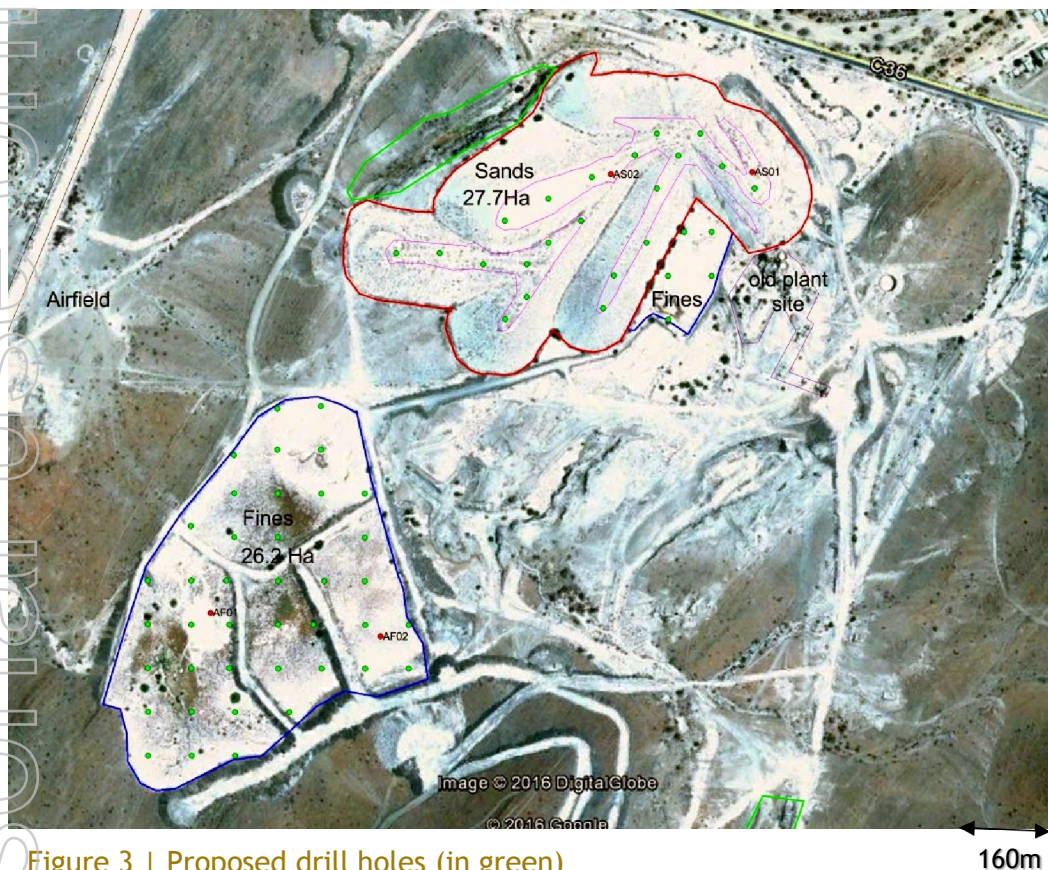 C36
Sands
27.7Ha
AS02
AS01
Fines
old plant
site
Airfield
Fines
26.2 Ha
AF01
AF02
Image © 2016 DigitalGlobe
© 2016 Google
160m
Figure 3 | Proposed drill holes (in green)